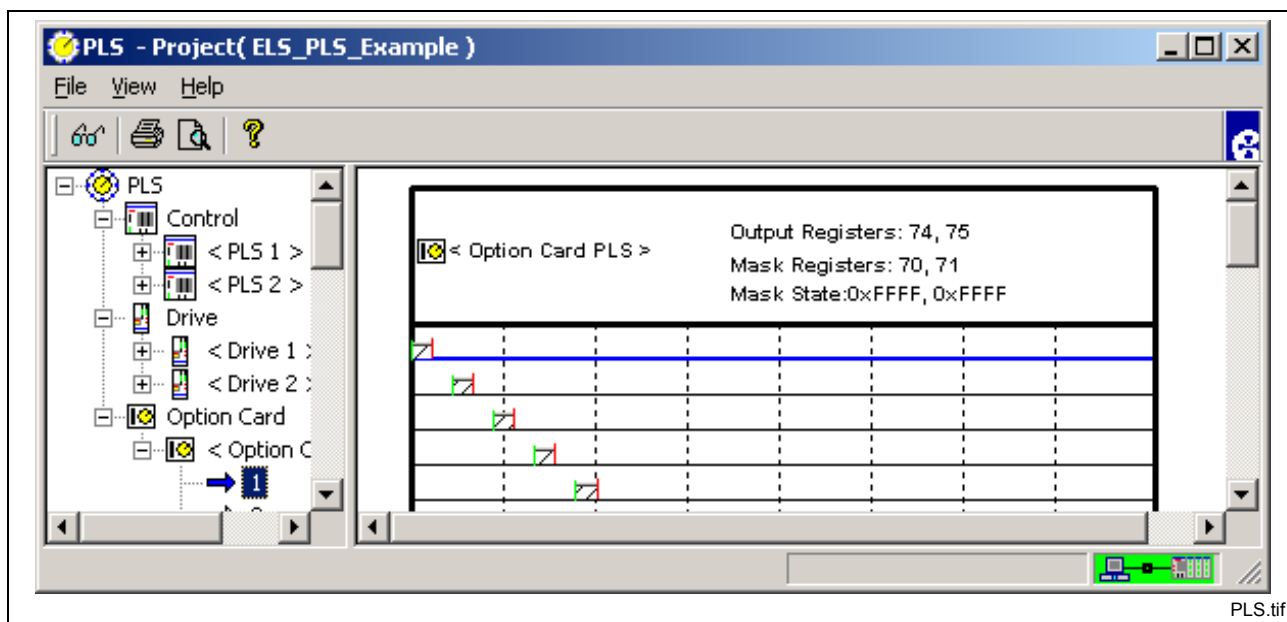 PLS - Project( ELS_PLS_Example )
File View Help
PLS
Control
< PLS 1 >
< PLS 2 >
Drive
< Drive 1 >
< Drive 2 >
Option Card
< Option C
1
< Option Card PLS >
Output Registers: 74, 75
Mask Registers: 70, 71
Mask State:0xFFFF, 0xFFFF
PLS.tif